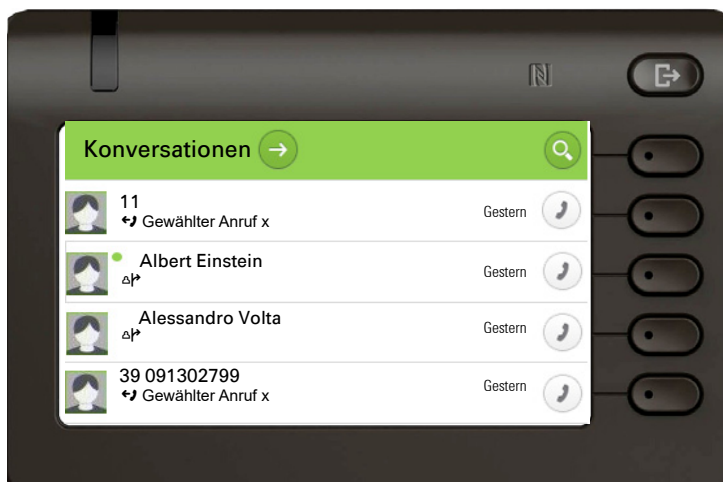 Konversationen
11
Gewählter Anruf x
Gestern
Albert Einstein
Gestern
Alessandro Volta
Gestern
39 091302799
Gewählter Anruf x
Gestern